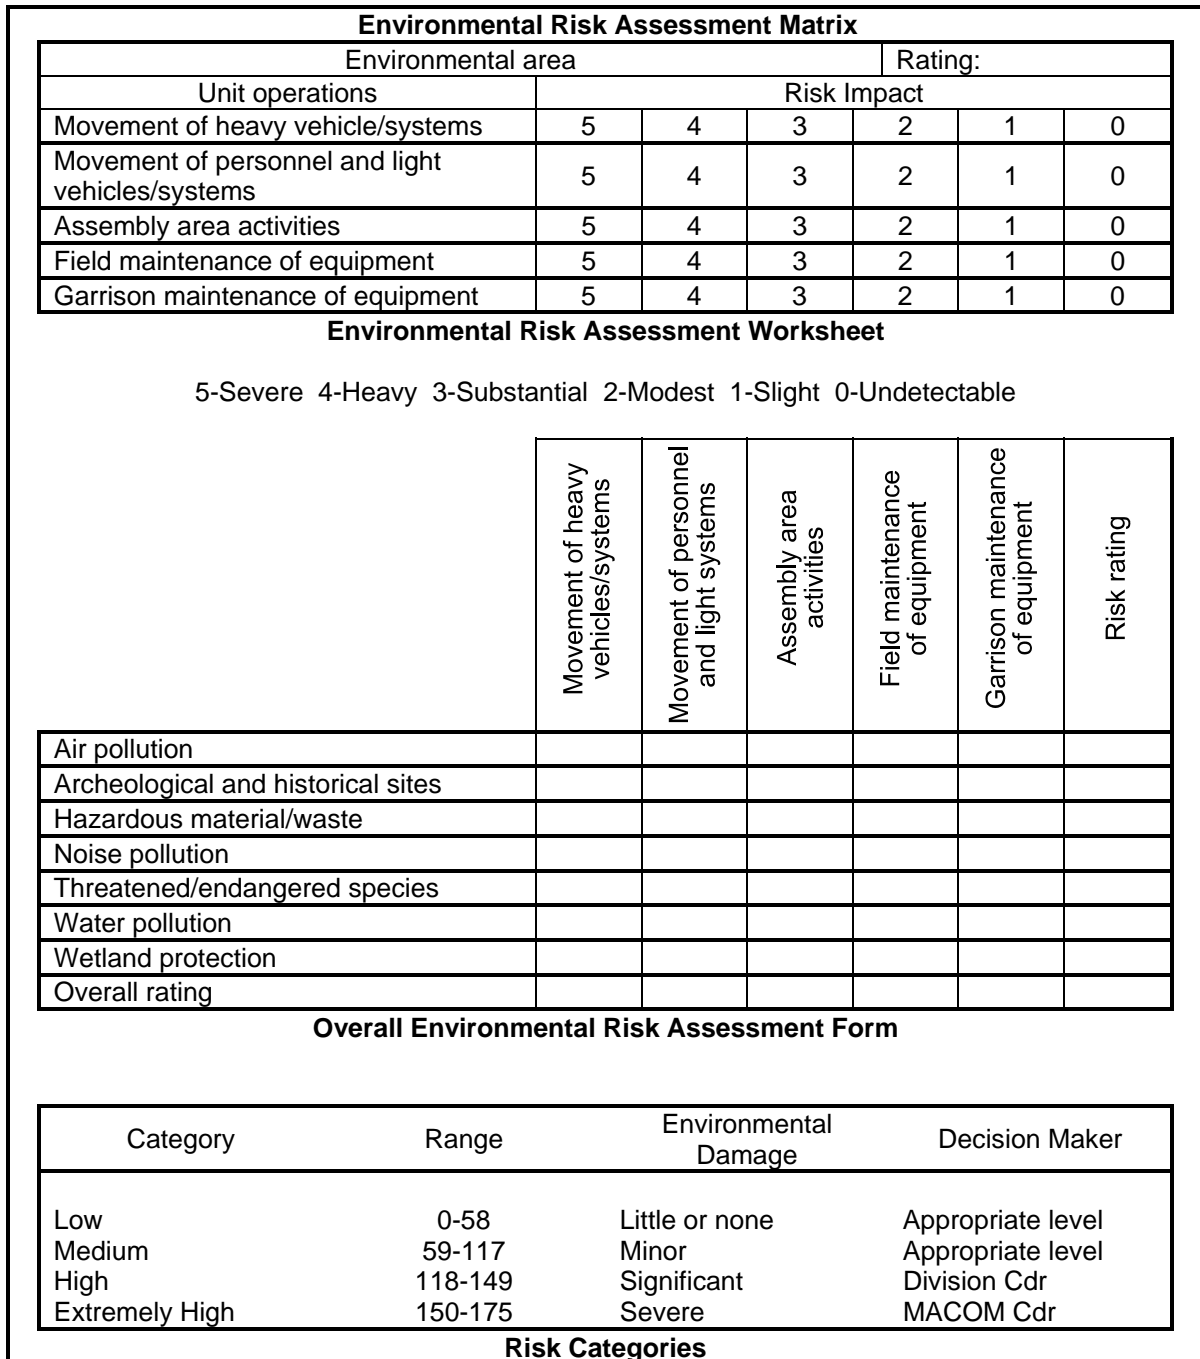 Environmental Risk Assessment Matrix
Environmental area Rating:
Unit operations Risk Impact
Movement of heavy vehicle/systems 5 4 3 2 1 0
Movement of personnel and light
vehicles/systems 5 4 3 2 1 0
Assembly area activities 5 4 3 2 1 0
Field maintenance of equipment 5 4 3 2 1 0
Garrison maintenance of equipment 5 4 3 2 1 0
Environmental Risk Assessment Worksheet
5-Severe 4-Heavy 3-Substantial 2-Modest 1-Slight 0-Undetectable
Movement of heavy
vehicles/systems
Movement of personnel
and light systems
Assembly area
activities
Field maintenance
of equipment
Garrison maintenance
of equipment
Risk rating
Air pollution
Archeological and historical sites
Hazardous material/waste
Noise pollution
Threatened/endangered species
Water pollution
Wetland protection
Overall rating
Overall Environmental Risk Assessment Form
Category Range Environmental
Damage Decision Maker
Low 0-58 Little or none Appropriate level
Medium 59-117 Minor Appropriate level
High 118-149 Significant Division Cdr
Extremely High 150-175 Severe MACOM Cdr
Risk Categories